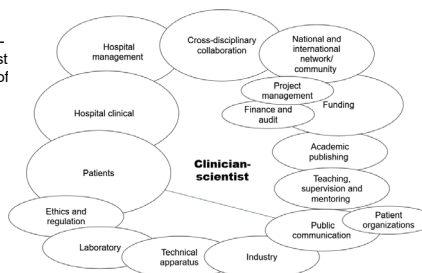 st
of
Hospital
management
Cross-disciplinary
collaboration
National and
international
network/
community
Project
management
Finance and
audit
Funding
Hospital clinical
Academic
publishing
Patients
Clinician-
scientist
Teaching,
supervision and
mentoring
Ethics and
regulation
Public
communication
Patient
organizations
Laboratory
Technical
apparatus
Industry